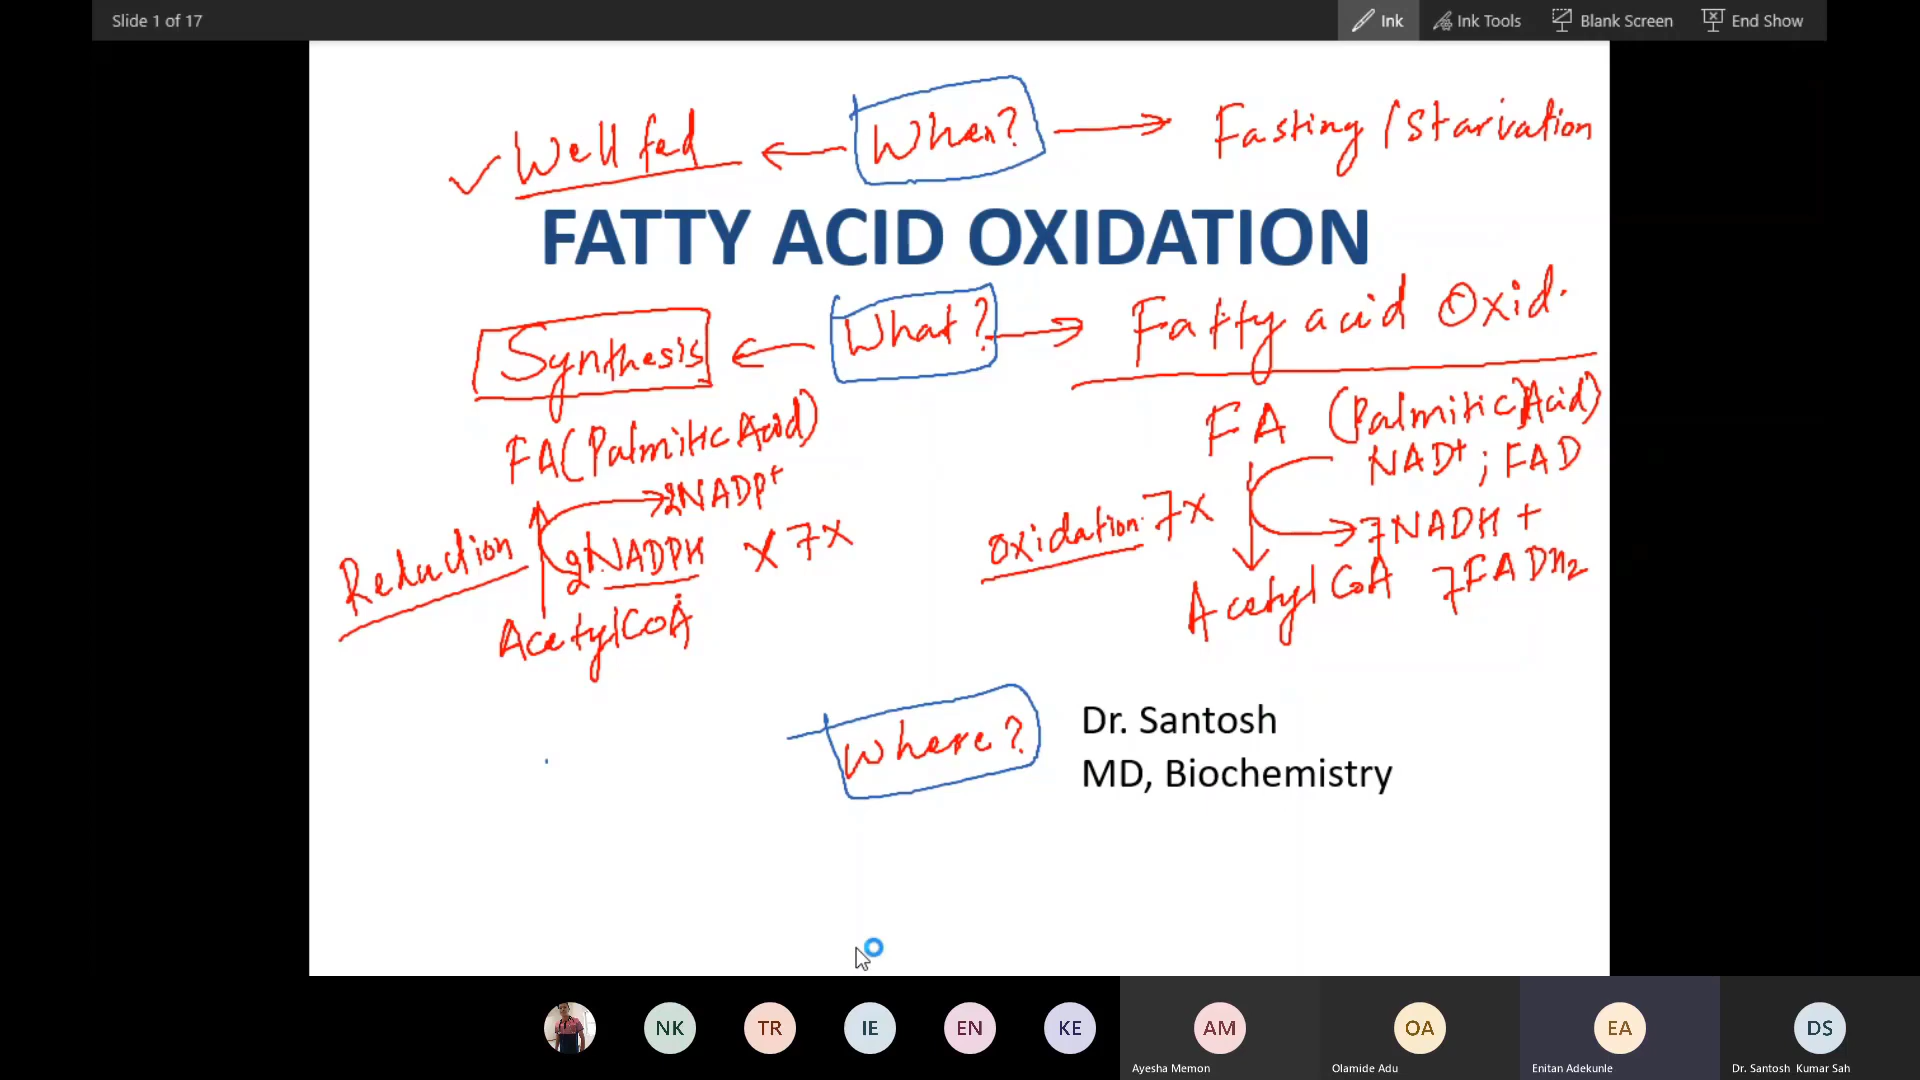 Slide 1 of 17
Ink
Ink Tools
Blank Screen
End Show
Well fed ← When? → Fasting / Starvation
FATTY ACID OXIDATION
Synthesis ← What? → Fatty acid Oxid.
FA (Palmitic Acid)
2NADP+
Reduction
2NADPH x 7x
AcetylCoA
FA (Palmitic Acid)
NAD+ ; FAD
oxidation 7x
7NADH +
Acetyl CoA 7FADH2
Where?
Dr. Santosh
MD, Biochemistry
NK
TR
IE
EN
KE
AM
OA
EA
DS
Ayesha Memon
Olamide Adu
Enitan Adekunle
Dr. Santosh Kumar Sah